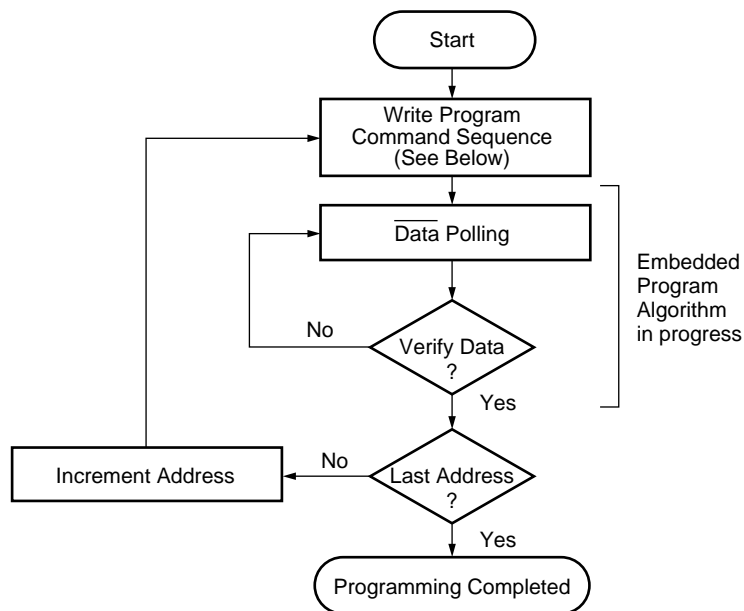 Start
Write Program
Command Sequence
(See Below)
Data Polling
Embedded
Program
Algorithm
in progress
No
Verify Data
?
Yes
Increment Address
No
Last Address
?
Yes
Programming Completed